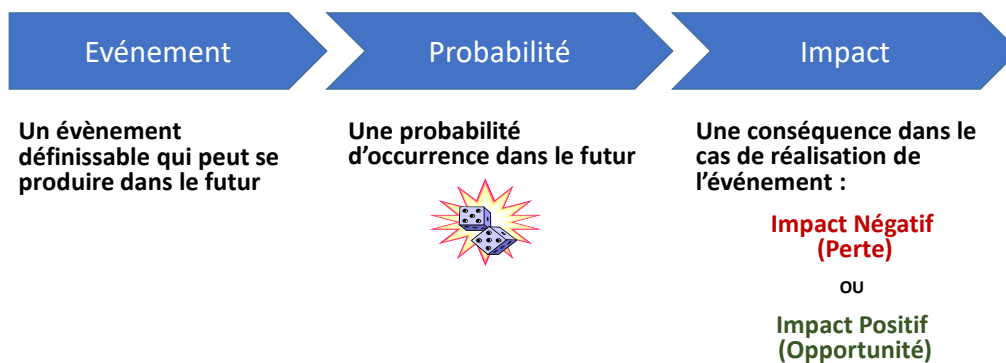 Evénement
Probabilité
Impact
Un évènement
définissable qui peut se
produire dans le futur
Une probabilité
d'occurrence dans le futur
Une conséquence dans le
cas de réalisation de
l'événement :
Impact Négatif
(Perte)
OU
Impact Positif
(Opportunité)